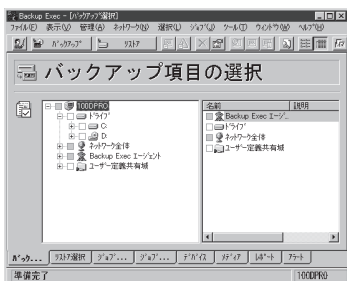 Backup Exec - [ﾊﾞｯｸｱｯﾌﾟ選択]
ﾌｧｲﾙ(F) 表示(V) 管理(A) ﾈｯﾄﾜｰｸ(N) 選択(L) ｼﾞｮﾌﾞ(J) ﾂｰﾙ(T) ｳｨﾝﾄﾞｳ(W) ﾍﾙﾌﾟ(H)
ﾊﾞｯｸｱｯﾌﾟ ﾘｽﾄｱ
バックアップ項目の選択
100DPRO
ﾄﾞﾗｲﾌﾞ
C:
D:
ﾈｯﾄﾜｰｸ全体
Backup Exec ｴｰｼﾞｪﾝﾄ
ﾕｰｻﾞｰ定義共有域
名前 説明
Backup Exec ｴｰｼﾞ...
ﾄﾞﾗｲﾌﾞ
ﾈｯﾄﾜｰｸ全体
ﾕｰｻﾞｰ定義共有域
ﾊﾞｯｸ... ﾘｽﾄｱ選択 ｼﾞｮﾌﾞ... ｼﾞｮﾌﾞ... ﾃﾞﾊﾞｲｽ ﾒﾃﾞｨｱ ﾚﾎﾟｰﾄ ｱﾗｰﾄ
準備完了 100DPRO